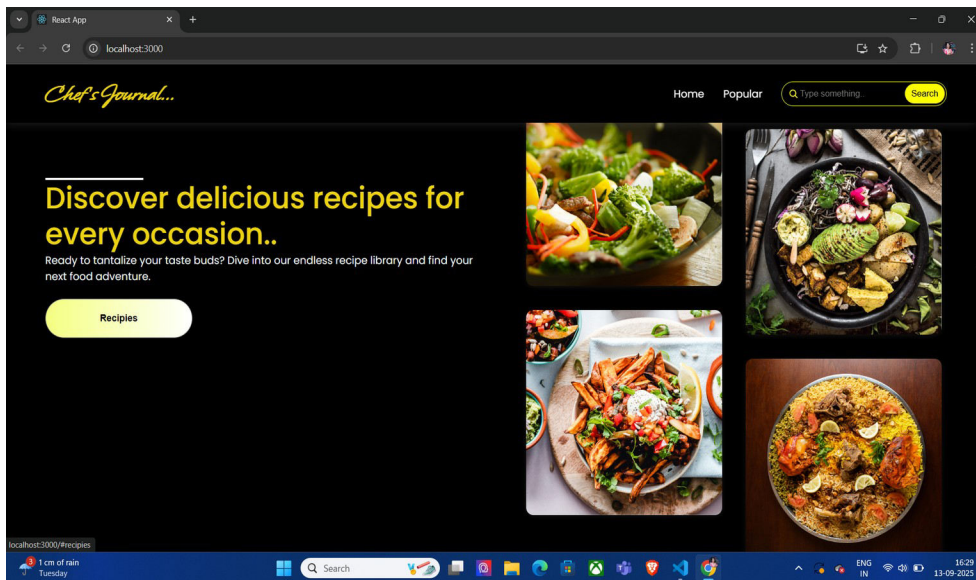 React App
localhost:3000
Chef's Journal...
Home
Popular
Type something..
Search
Discover delicious recipes for
every occasion..
Ready to tantalize your taste buds? Dive into our endless recipe library and find your
next food adventure.
Recipies
localhost:3000/#recipies
3
1 cm of rain
Tuesday
Search
ENG
IN
16:28
13-09-2025